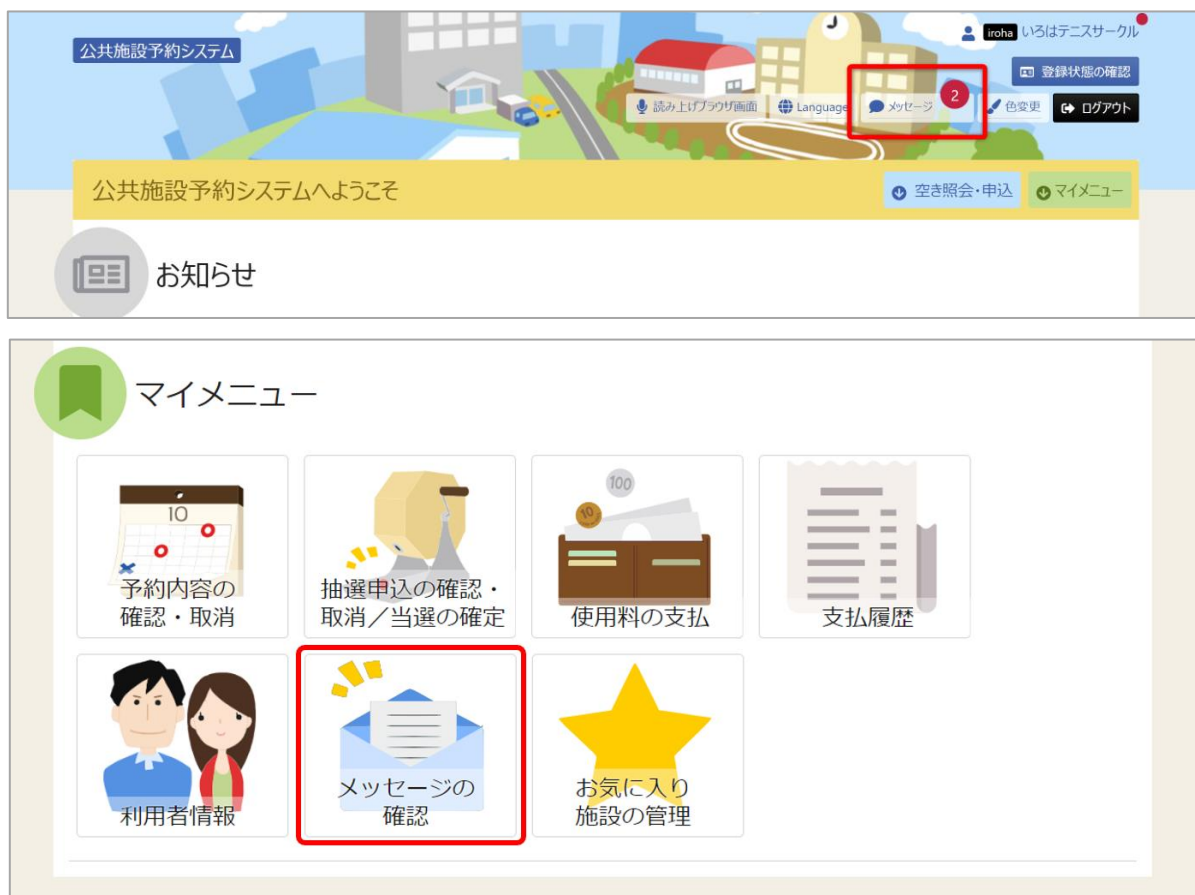 公共施設予約システム
iroha いろはテニスサークル
登録状態の確認
読み上げブラウザ画面 Language メッセージ 2 色変更 ログアウト
公共施設予約システムへようこそ
空き照会・申込 マイメニュー
お知らせ
マイメニュー
10
予約内容の
確認・取消
抽選申込の確認・
取消／当選の確定
100
10
使用料の支払
支払履歴
利用者情報
メッセージの
確認
お気に入り
施設の管理